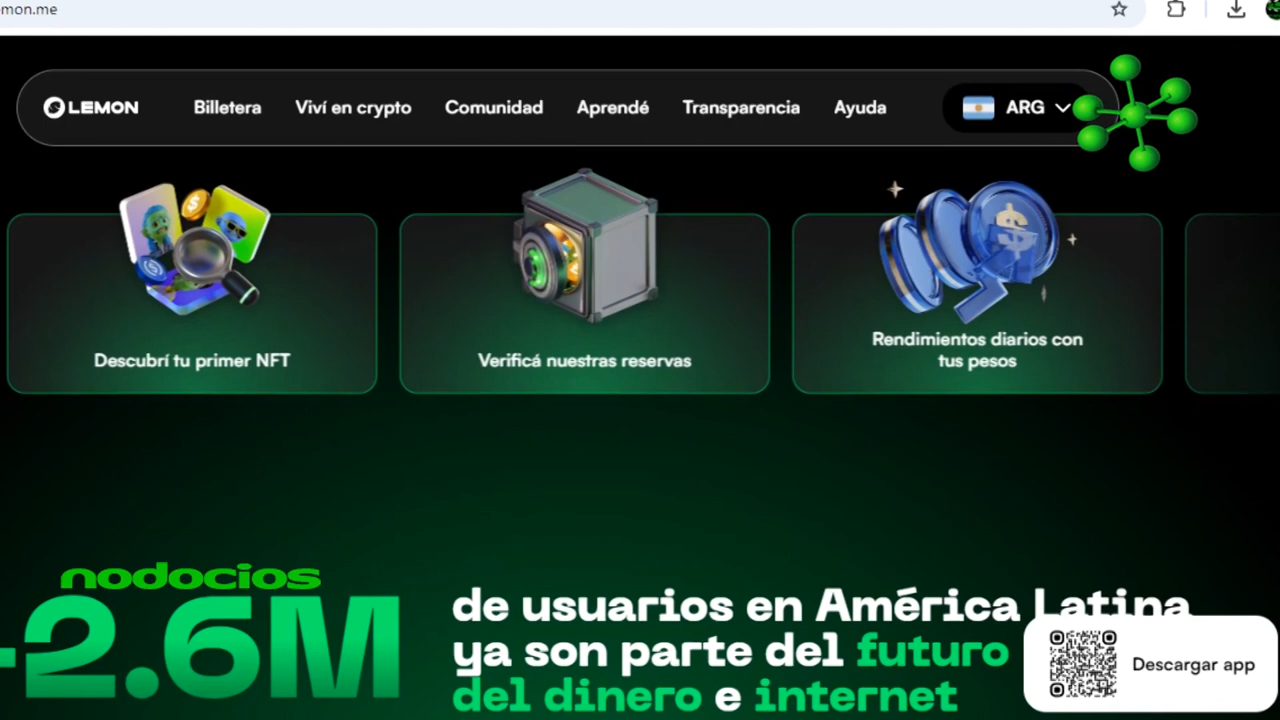 mon.me
LEMON
Billetera
Viví en crypto
Comunidad
Aprendé
Transparencia
Ayuda
ARG
Descubrí tu primer NFT
Verificá nuestras reservas
Rendimientos diarios con
tus pesos
nodocios
2.6M
de usuarios en América Latina
ya son parte del futuro
del dinero e internet
Descargar app